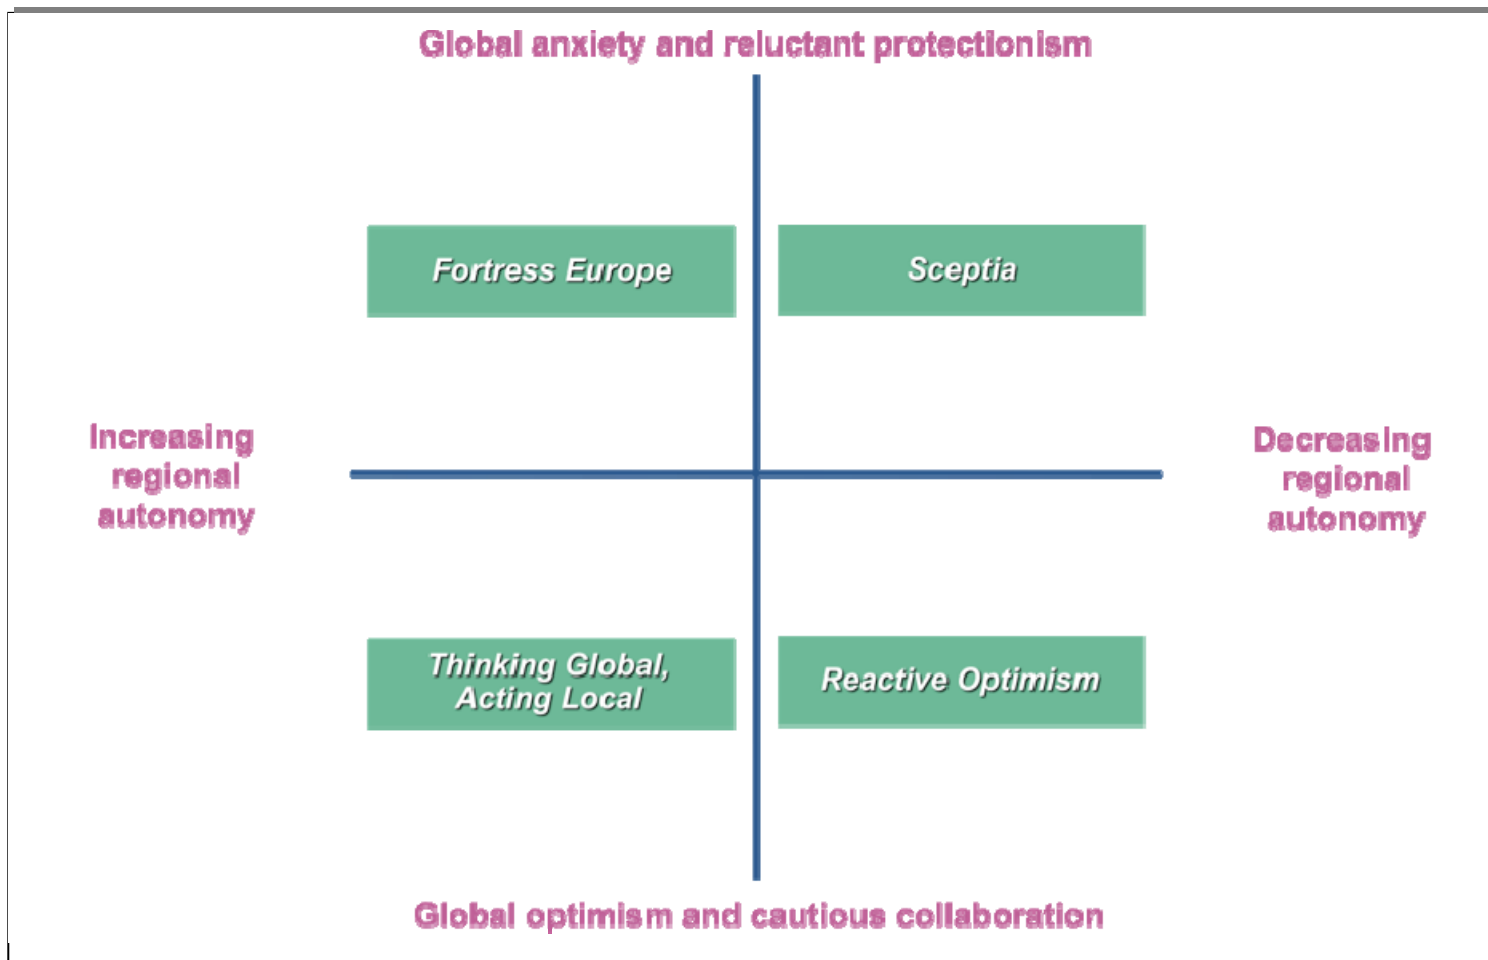 Global anxiety and reluctant protectionism
Fortress Europe
Sceptia
Increasing
regional
autonomy
Decreasing
regional
autonomy
Thinking Global,
Acting Local
Reactive Optimism
Global optimism and cautious collaboration